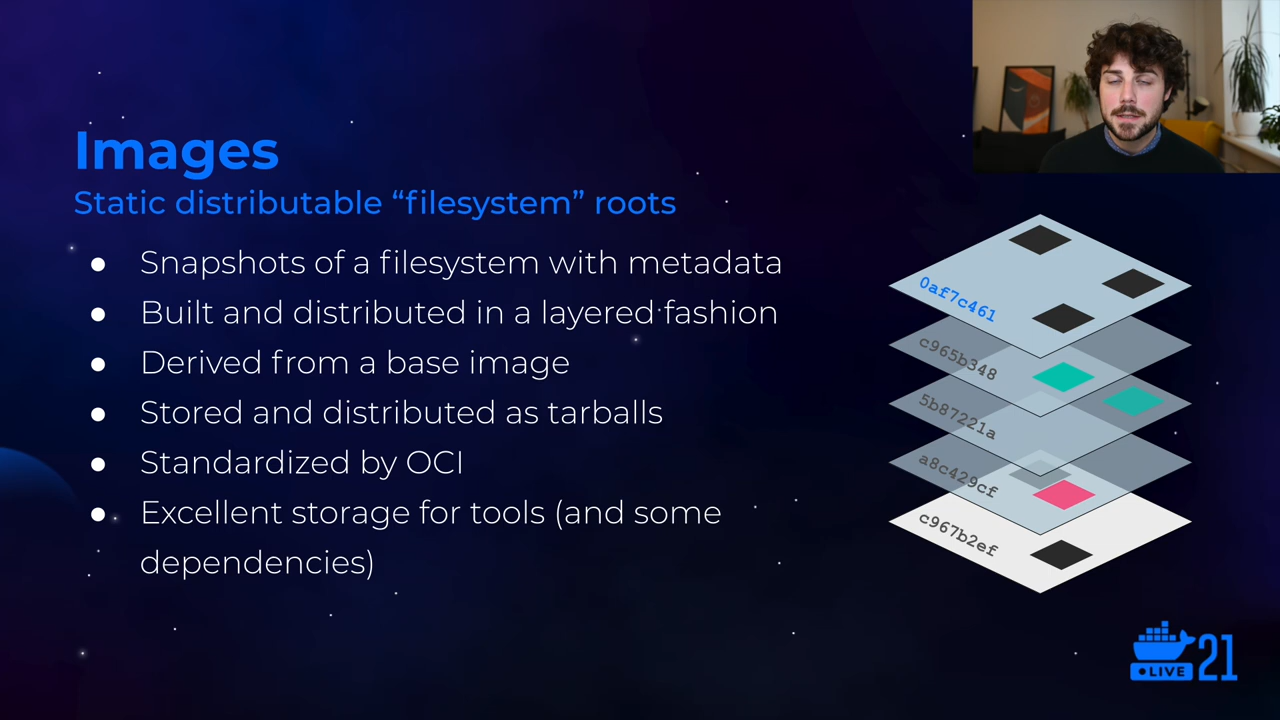 Images
Static distributable “filesystem” roots
● Snapshots of a filesystem with metadata
● Built and distributed in a layered fashion
● Derived from a base image
● Stored and distributed as tarballs
● Standardized by OCI
● Excellent storage for tools (and some
dependencies)
0af7c461
c965b348
5b87221a
a8c429cf
c967b2ef
LIVE 21